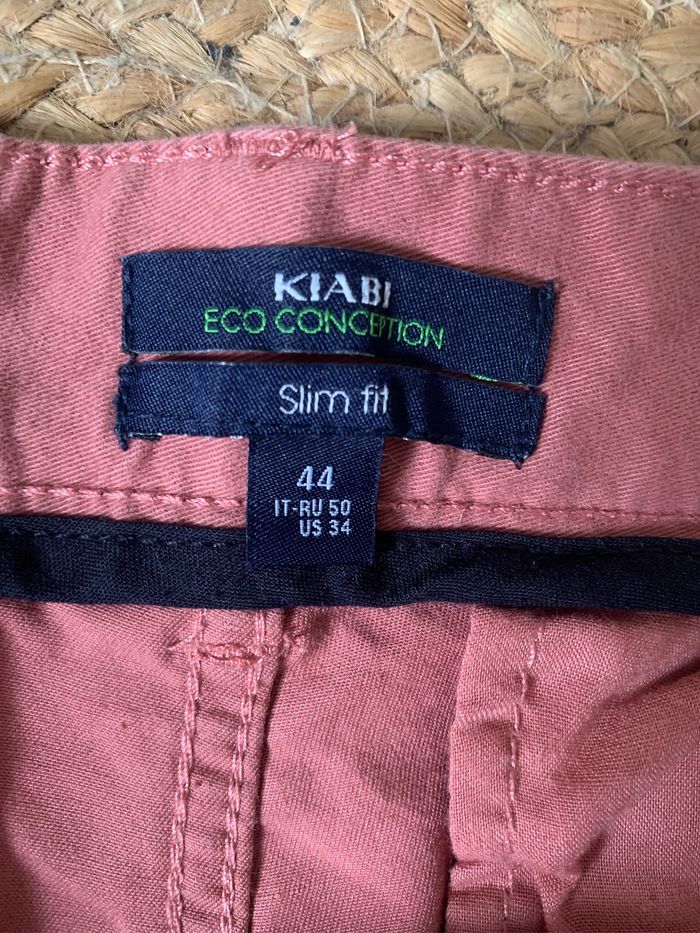 KIABI
ECO CONCEPTION
Slim fit
44
IT-RU 50
US 34